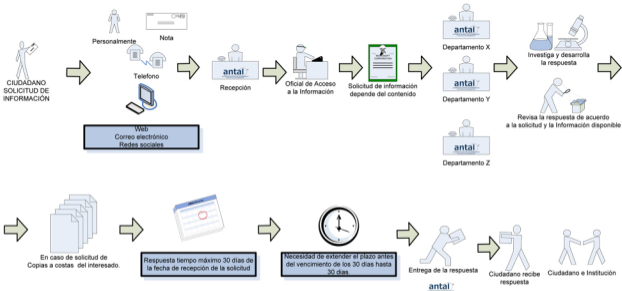 Personalmente
Nota
CIUDADANO
SOLICITUD DE
INFORMACIÓN
Telefono
Web
Correo electrónico
Redes sociales
antai
Recepción
Oficial de Acceso
a la Información
Solicitud de información
depende del contenido
antai
Departamento X
antai
Departamento Y
antai
Departamento Z
Investiga y desarrolla
la respuesta
Revisa la respuesta de acuerdo
a la solicitud y la Información disponible
En caso de solicitud de
Copias a costas del interesado.
Respuesta tiempo máximo 30 días de
la fecha de recepción de la solicitud
Necesidad de extender el plazo antes
del vencimiento de los 30 días hasta
30 días.
Entrega de la respuesta
antai
Ciudadano recibe
respuesta
Ciudadano e Institución